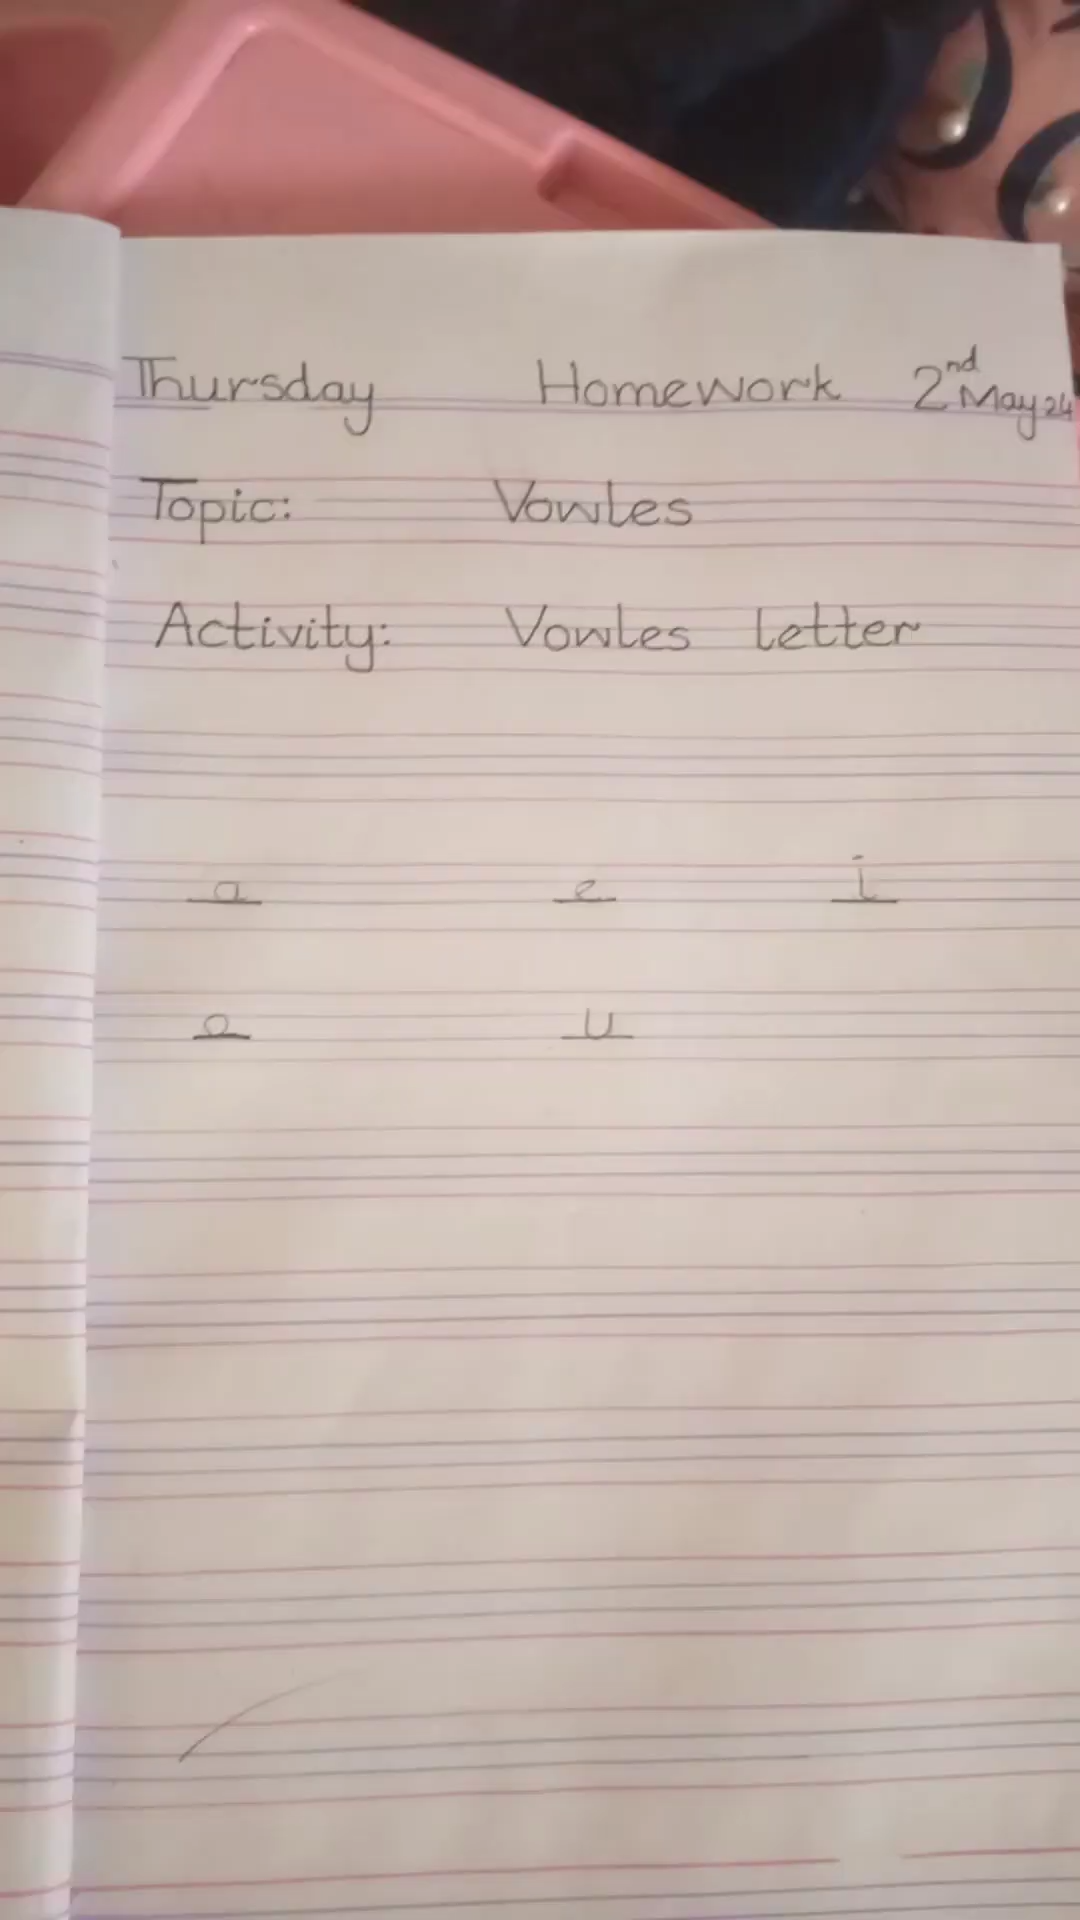 Thursday Homework 2nd May 24
Topic: Vowles
Activity: Vowles letter
a e i
o u